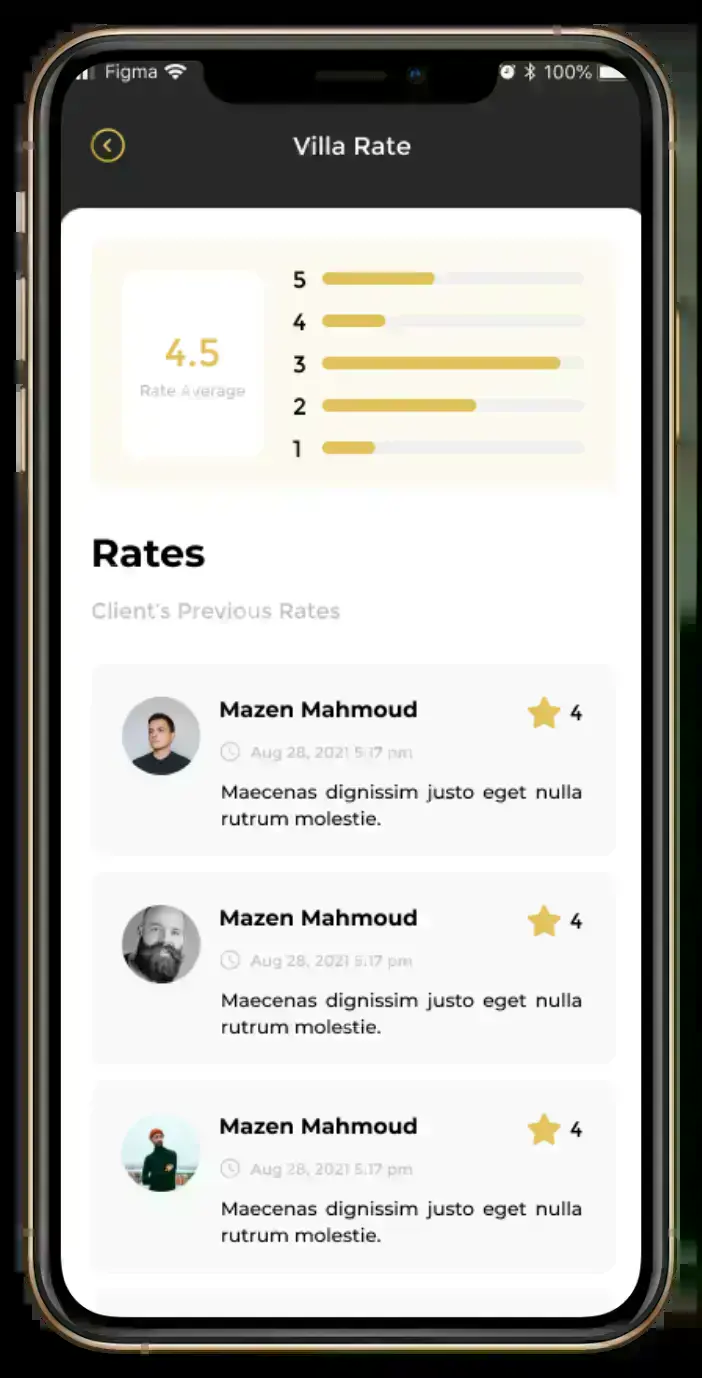 Figma 100%
Villa Rate
5
4
4.5
3
Rate Average
2
1
Rates
Client's Previous Rates
Mazen Mahmoud 4
Aug 28, 2021 5:17 pm
Maecenas dignissim justo eget nulla
rutrum molestie.
Mazen Mahmoud 4
Aug 28, 2021 5:17 pm
Maecenas dignissim justo eget nulla
rutrum molestie.
Mazen Mahmoud 4
Aug 28, 2021 5:17 pm
Maecenas dignissim justo eget nulla
rutrum molestie.